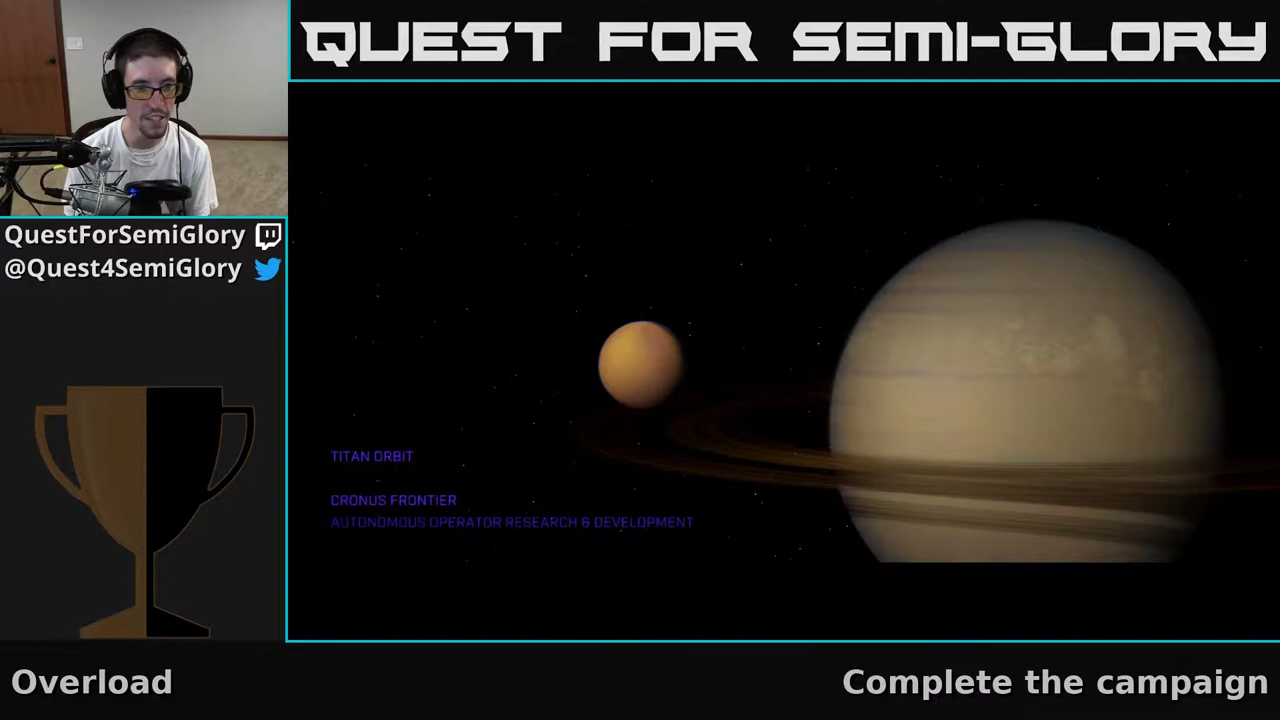 QUEST FOR SEMI-GLORY
QuestForSemiGlory
@Quest4SemiGlory
TITAN ORBIT
CRONUS FRONTIER
AUTONOMOUS OPERATOR RESEARCH & DEVELOPMENT
Overload
Complete the campaign